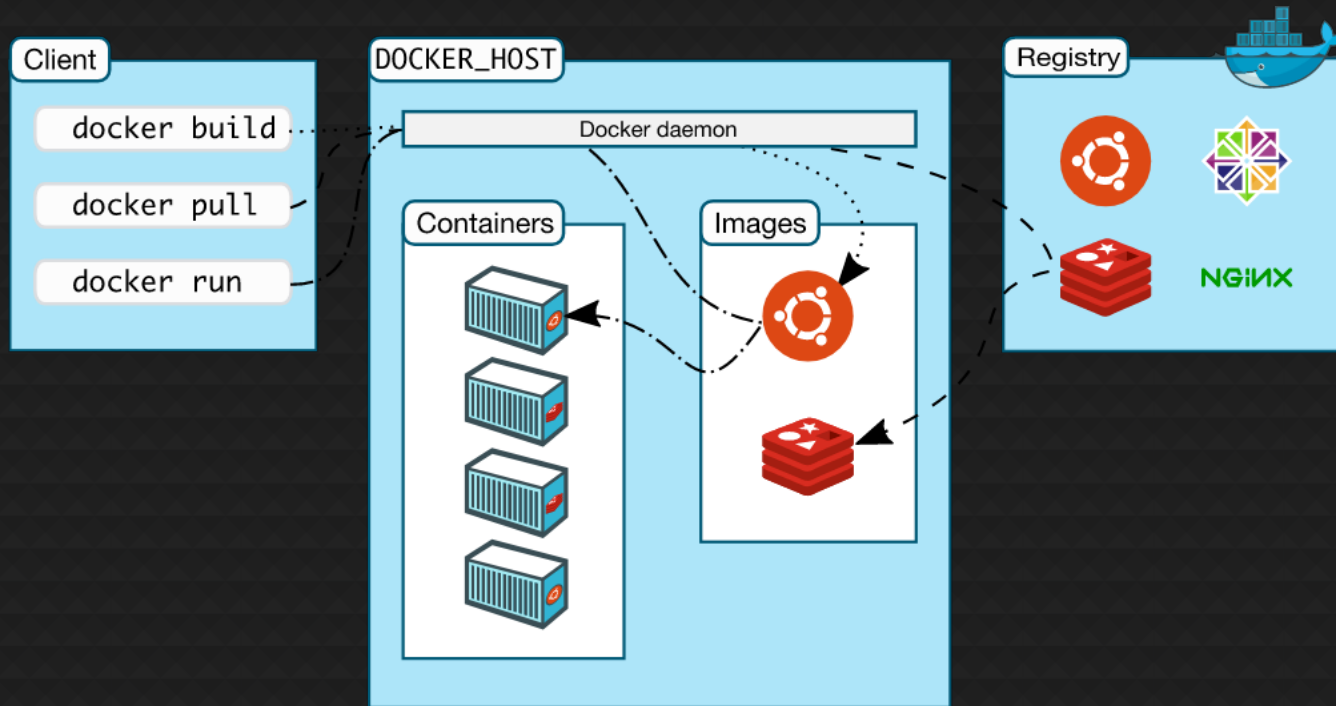 Client
docker build
docker pull
docker run
DOCKER_HOST
Docker daemon
Containers
Images
Registry
NGiNX